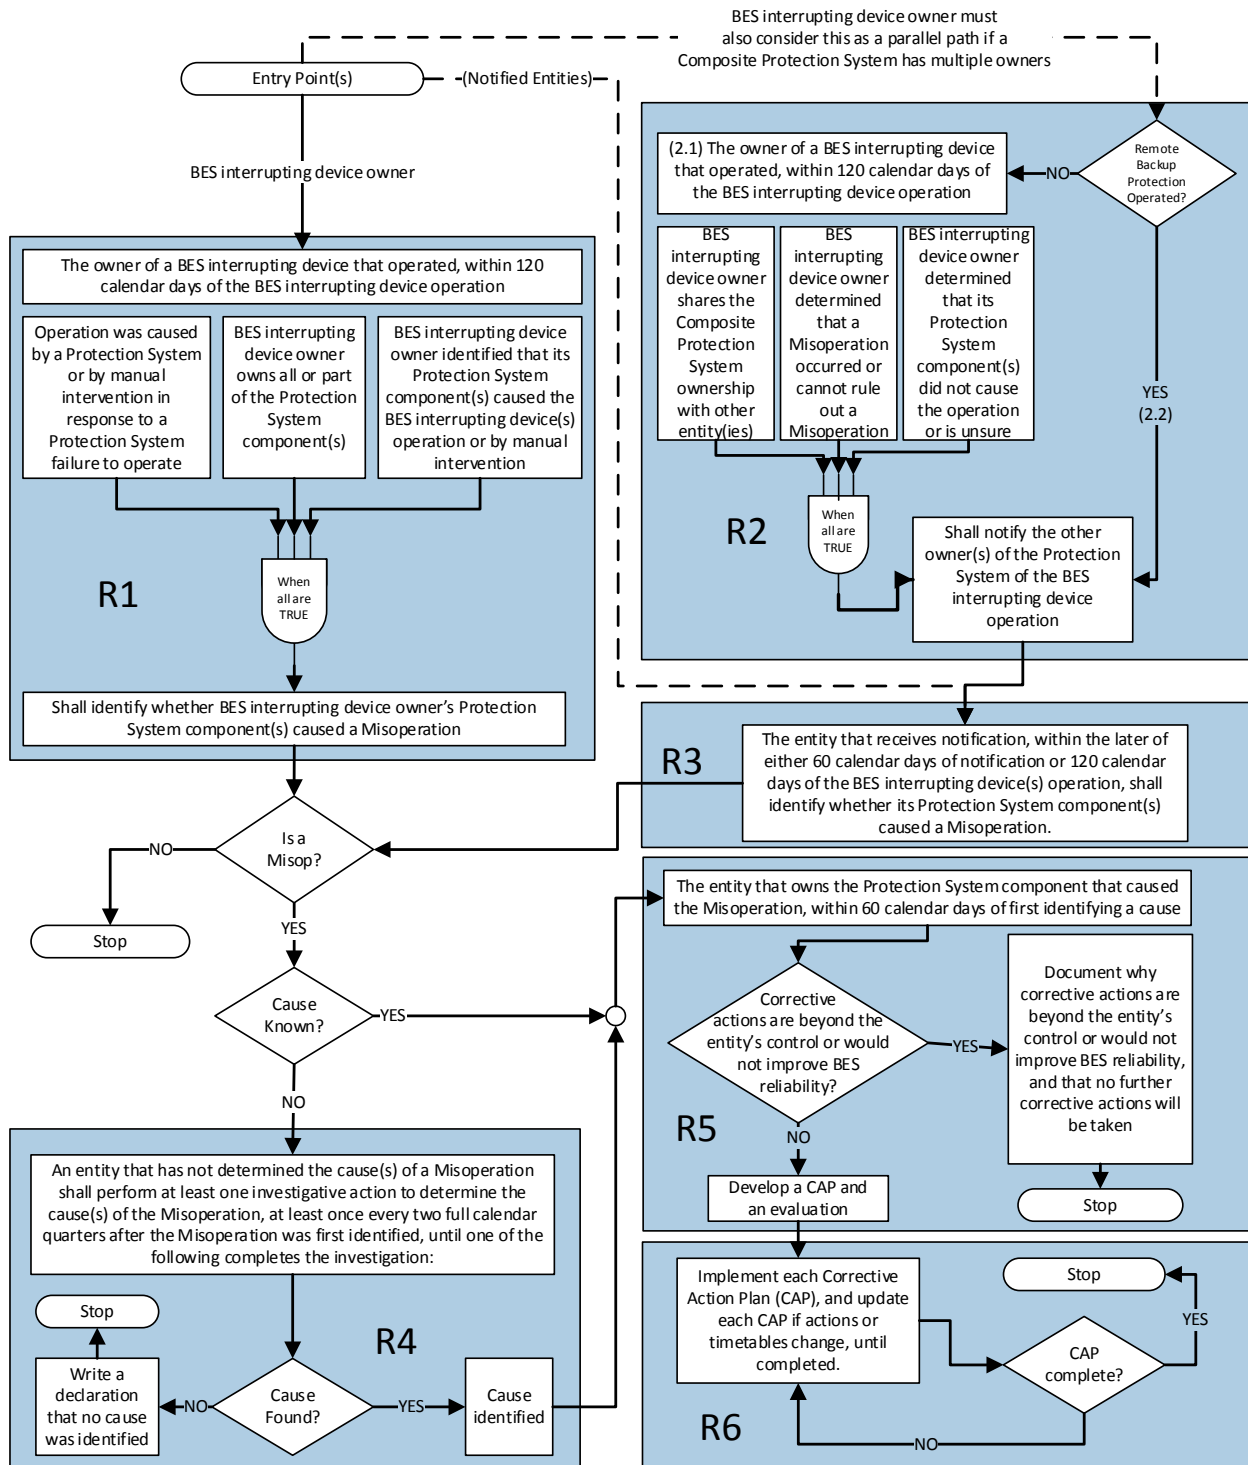 BES interrupting device owner must
also consider this as a parallel path if a
Composite Protection System has multiple owners
Entry Point(s)
(Notified Entities)
BES interrupting device owner
The owner of a BES interrupting device that operated, within 120
calendar days of the BES interrupting device operation
Operation was caused
by a Protection System
or by manual
intervention in
response to a
Protection System
failure to operate
BES interrupting
device owner
owns all or part
of the Protection
System
component(s)
BES interrupting device
owner identified that its
Protection System
component(s) caused the
BES interrupting device(s)
operation or by manual
intervention
When
all are
TRUE
R1
Shall identify whether BES interrupting device owner's Protection
System component(s) caused a Misoperation
Remote
Backup
Protection
Operated?
NO
(2.1) The owner of a BES interrupting device
that operated, within 120 calendar days of
the BES interrupting device operation
BES
interrupting
device owner
shares the
Composite
Protection
System
ownership
with other
entity(ies)
BES
interrupting
device owner
determined
that a
Misoperation
occurred or
cannot rule
out a
Misoperation
BES interrupting
device owner
determined
that its
Protection
System
component(s)
did not cause
the operation
or is unsure
YES
(2.2)
When
all are
TRUE
R2
Shall notify the other
owner(s) of the Protection
System of the BES
interrupting device
operation
R3
The entity that receives notification, within the later of
either 60 calendar days of notification or 120 calendar
days of the BES interrupting device(s) operation, shall
identify whether its Protection System component(s)
caused a Misoperation.
Is a
Misop?
NO
Stop
YES
Cause
Known?
YES
NO
An entity that has not determined the cause(s) of a Misoperation
shall perform at least one investigative action to determine the
cause(s) of the Misoperation, at least once every two full calendar
quarters after the Misoperation was first identified, until one of the
following completes the investigation:
R4
Cause
Found?
NO
Write a
declaration
that no cause
was identified
Stop
YES
Cause
identified
The entity that owns the Protection System component that caused
the Misoperation, within 60 calendar days of first identifying a cause
Corrective
actions are beyond the
entity's control or would
not improve BES
reliability?
YES
Document why
corrective actions are
beyond the entity's
control or would not
improve BES reliability,
and that no further
corrective actions will
be taken
Stop
R5
NO
Develop a CAP and
an evaluation
Implement each Corrective
Action Plan (CAP), and update
each CAP if actions or
timetables change, until
completed.
CAP
complete?
YES
Stop
NO
R6